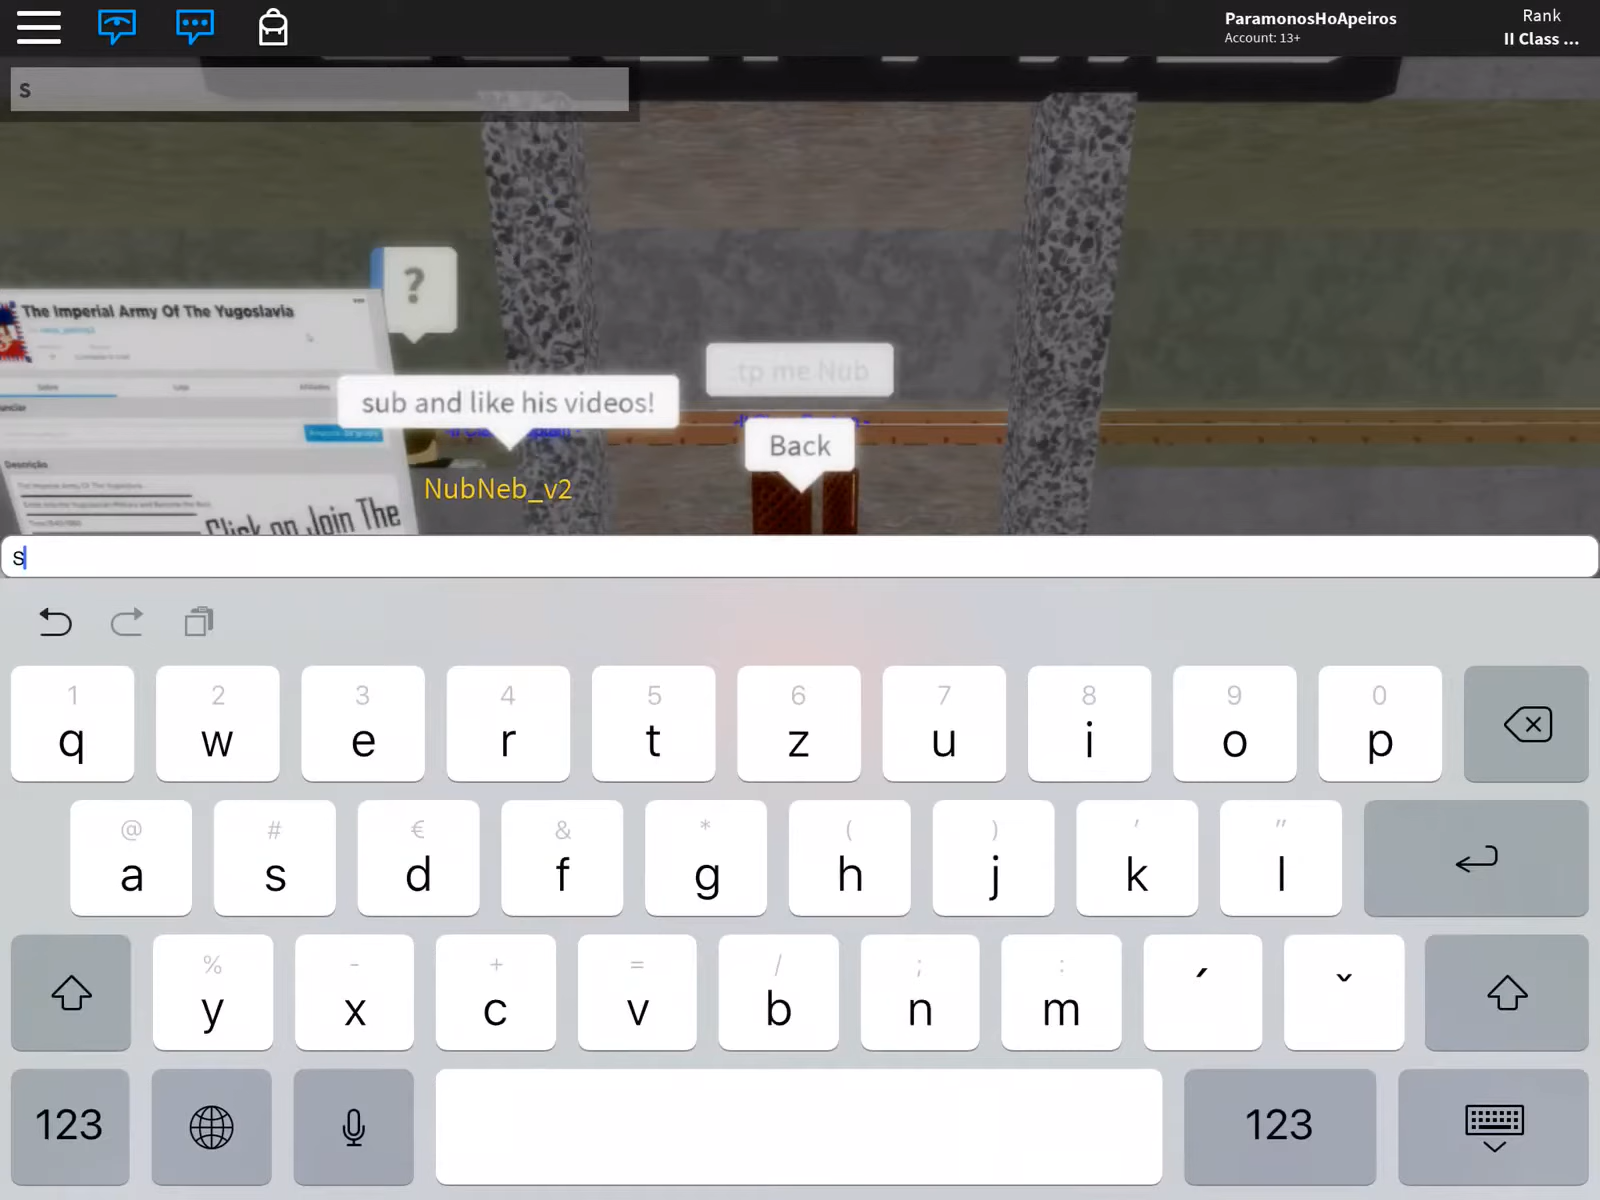 ParamonosHoApeiros
Account: 13+
Rank
II Class ...
s
?
The Imperial Army Of The Yugoslavia
sub and like his videos!
:tp me Nub
Back
NubNeb_v2
Descrição
Click on Join The
s
1 2 3 4 5 6 7 8 9 0
q w e r t z u i o p
@ # € & * ( ) ' "
a s d f g h j k l
% - + = / ; :
y x c v b n m ´ ˇ
123 123